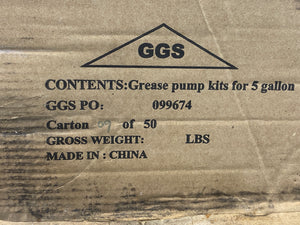 GGS
CONTENTS:Grease pump kits for 5 gallon
GGS PO: 099674
Carton of 50
GROSS WEIGHT: LBS
MADE IN : CHINA